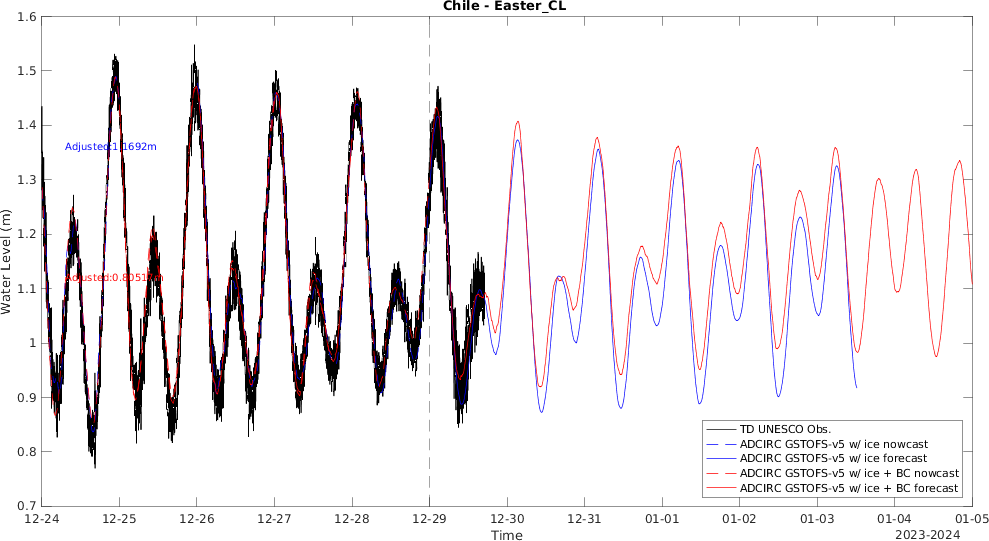 Chile - Easter_CL
1.6
1.5
1.4
1.3
1.2
1.1
1
0.9
0.8
0.7
Water Level (m)
Adjusted:1.1692m
TD UNESCO Obs.
ADCIRC GSTOFS-v5 w/ ice nowcast
ADCIRC GSTOFS-v5 w/ ice forecast
ADCIRC GSTOFS-v5 w/ ice + BC nowcast
ADCIRC GSTOFS-v5 w/ ice + BC forecast
12-24 12-25 12-26 12-27 12-28 12-29 12-30 12-31 01-01 01-02 01-03 01-04 01-05
Time
2023-2024